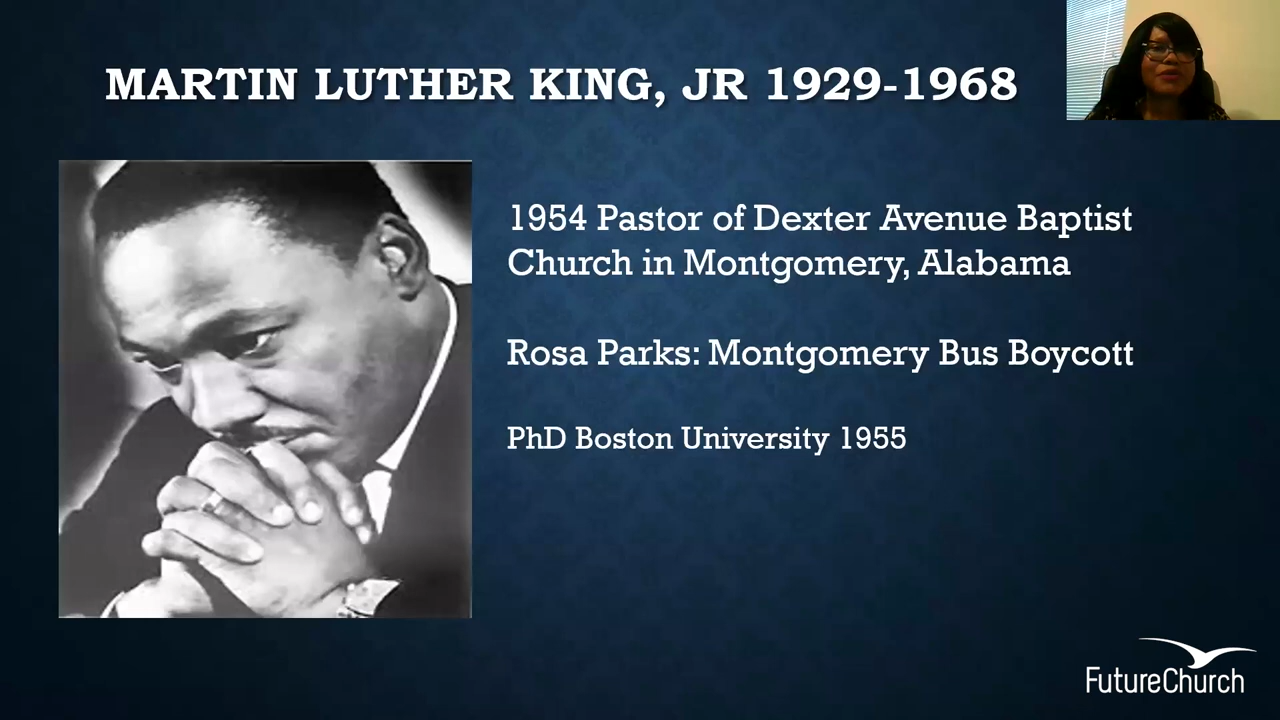 MARTIN LUTHER KING, JR 1929-1968
1954 Pastor of Dexter Avenue Baptist
Church in Montgomery, Alabama
Rosa Parks: Montgomery Bus Boycott
PhD Boston University 1955
FutureChurch